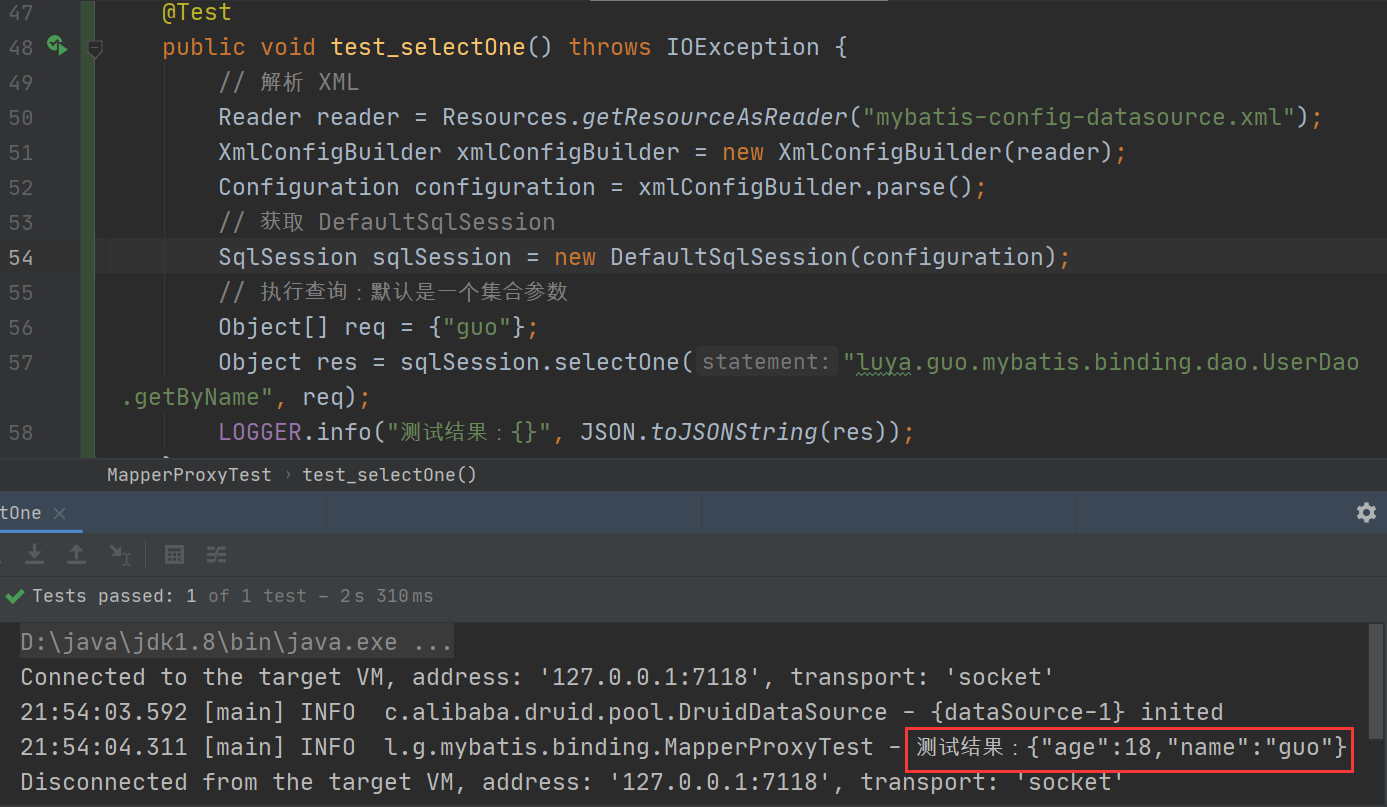 47 @Test
48 public void test_selectOne() throws IOException {
49 // 解析 XML
50 Reader reader = Resources.getResourceAsReader("mybatis-config-datasource.xml");
51 XmlConfigBuilder xmlConfigBuilder = new XmlConfigBuilder(reader);
52 Configuration configuration = xmlConfigBuilder.parse();
53 // 获取 DefaultSqlSession
54 SqlSession sqlSession = new DefaultSqlSession(configuration);
55 // 执行查询：默认是一个集合参数
56 Object[] req = {"guo"};
57 Object res = sqlSession.selectOne( statement: "luya.guo.mybatis.binding.dao.UserDao
.getByName", req);
58 LOGGER.info("测试结果：{}", JSON.toJSONString(res));
MapperProxyTest › test_selectOne()
tOne ×
Tests passed: 1 of 1 test – 2 s 310 ms
D:\java\jdk1.8\bin\java.exe ...
Connected to the target VM, address: '127.0.0.1:7118', transport: 'socket'
21:54:03.592 [main] INFO  c.alibaba.druid.pool.DruidDataSource - {dataSource-1} inited
21:54:04.311 [main] INFO  l.g.mybatis.binding.MapperProxyTest - 测试结果：{"age":18,"name":"guo"}
Disconnected from the target VM, address: '127.0.0.1:7118', transport: 'socket'